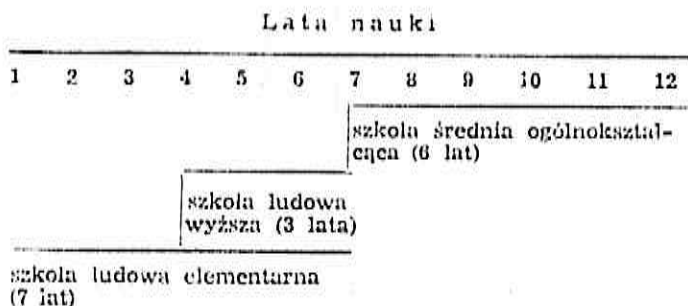 Lata nauki
1 2 3 4 5 6 7 8 9 10 11 12
szkoła średnia ogólnokształ-
cąca (6 lat)
szkoła ludowa
wyższa (3 lata)
szkoła ludowa elementarna
(7 lat)